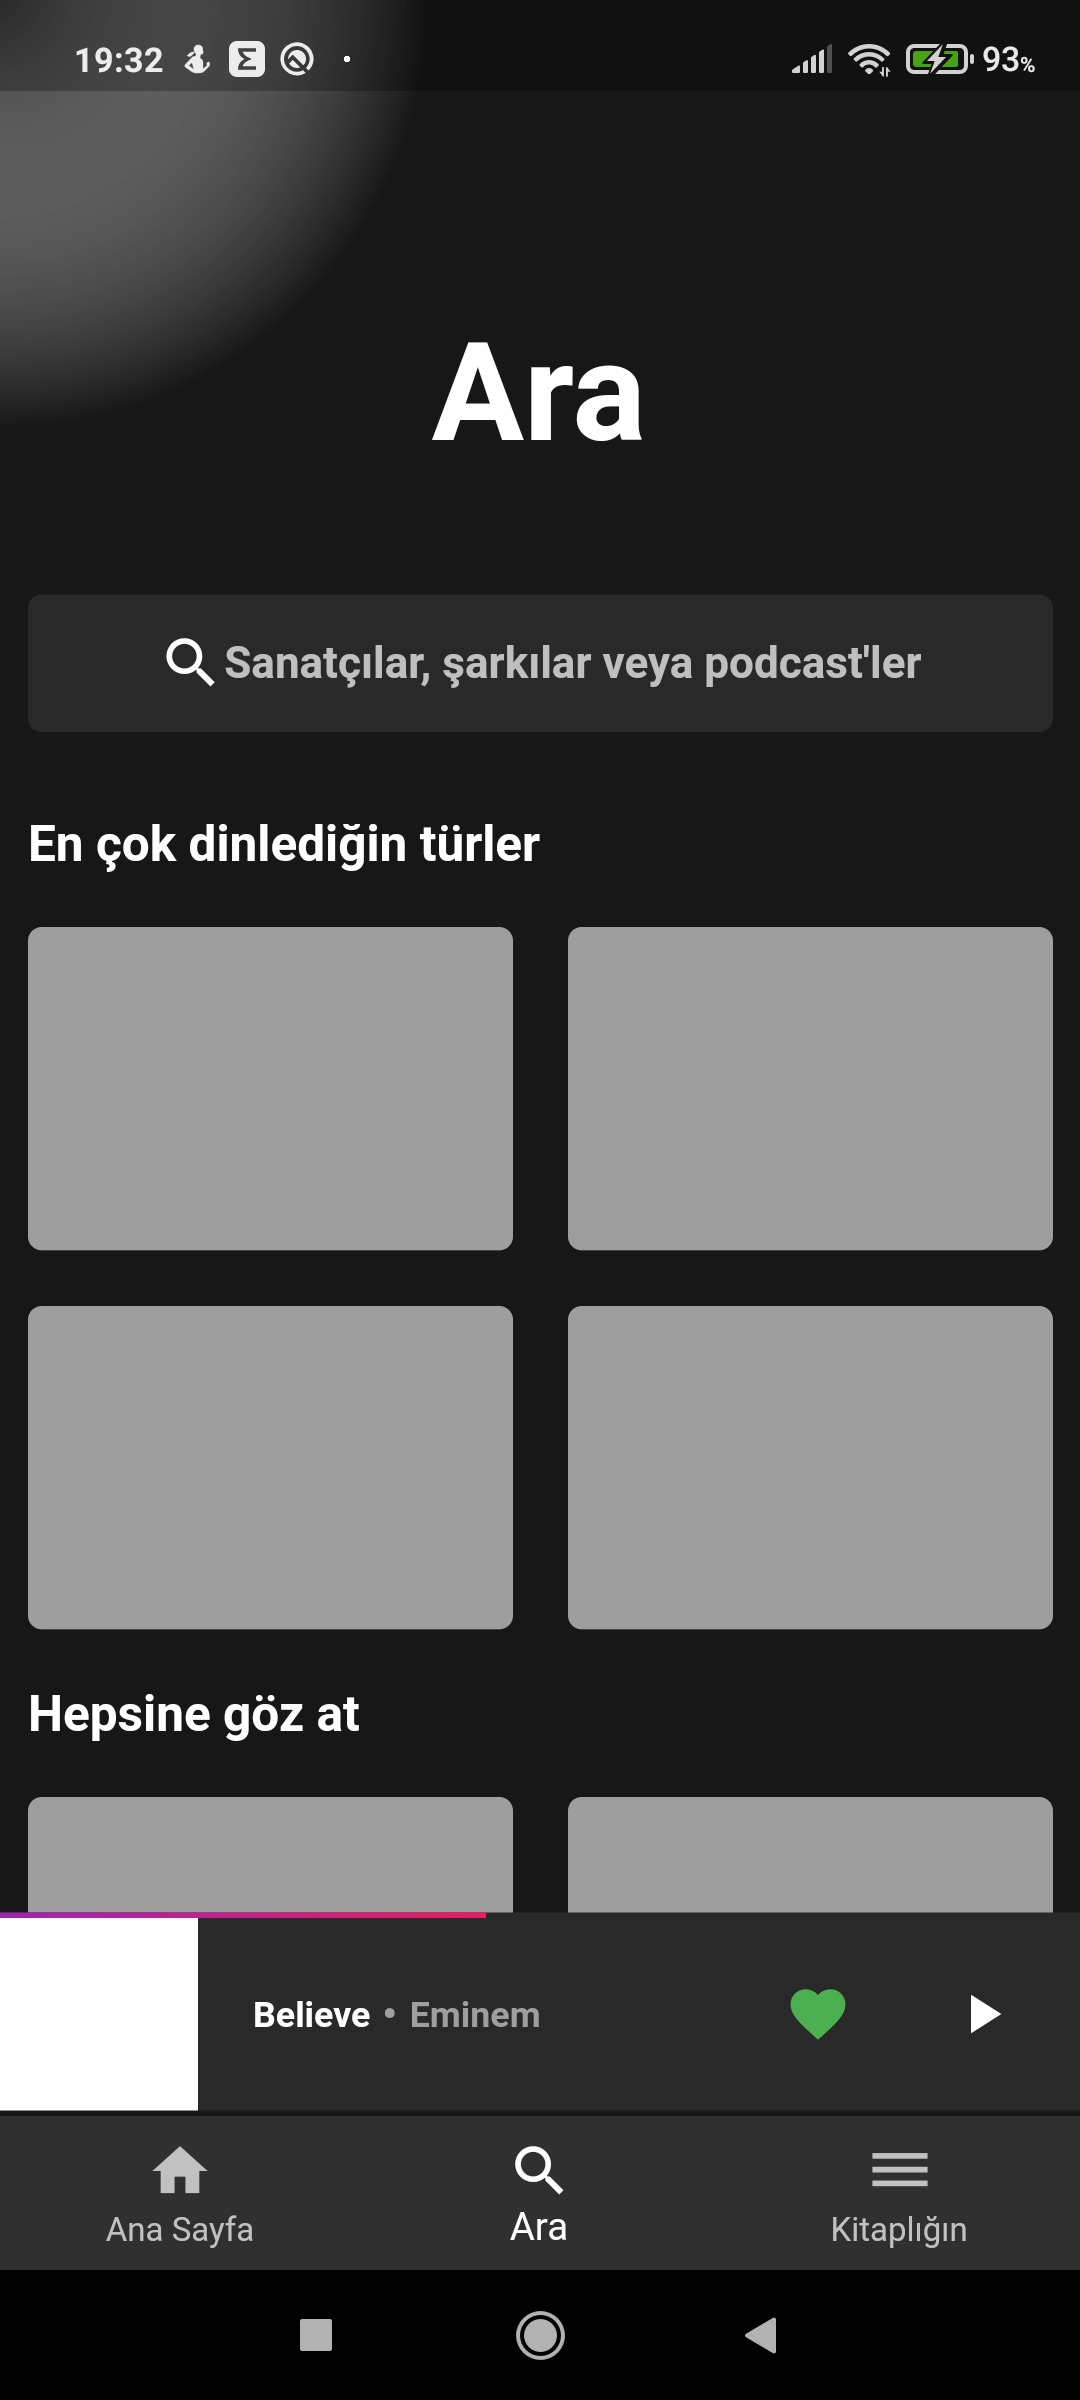 19:32
93%
Ara
Sanatçılar, şarkılar veya podcast'ler
En çok dinlediğin türler
Hepsine göz at
Believe • Eminem
Ana Sayfa
Ara
Kitaplığın